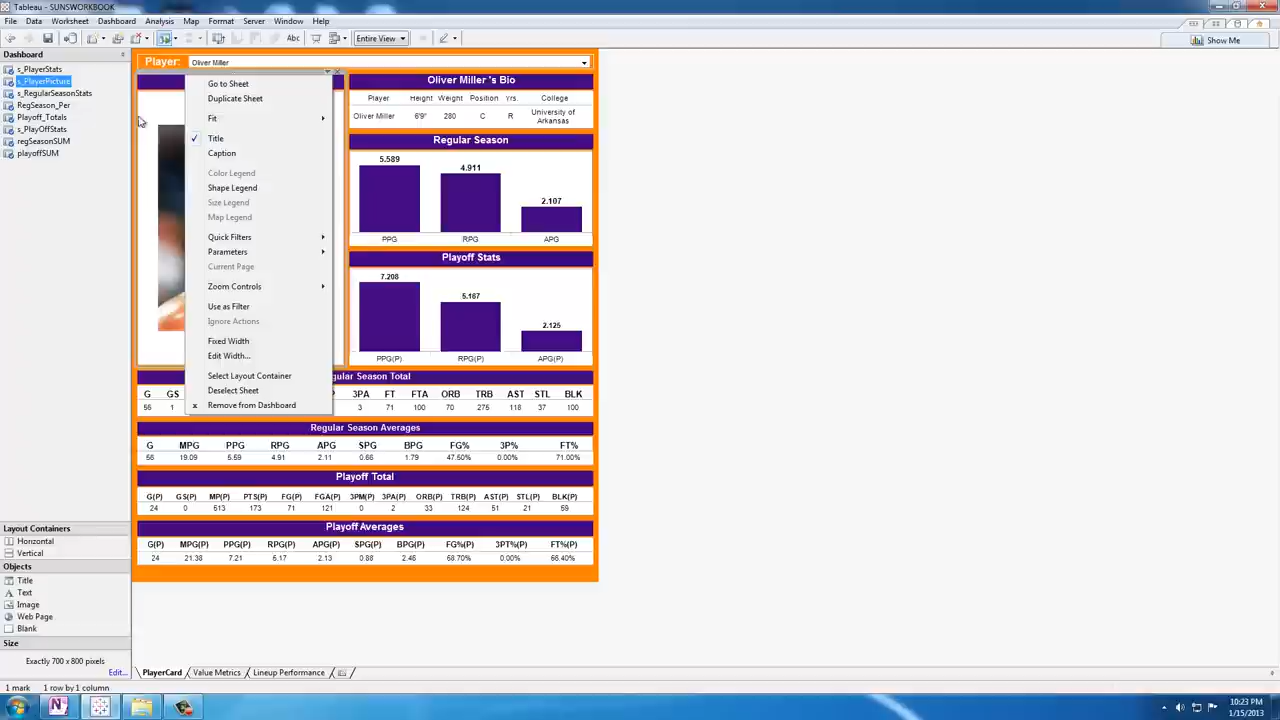 Tableau - SUNSWORKBOOK
File Data Worksheet Dashboard Analysis Map Format Server Window Help
Abc Entire View Show Me
Dashboard
s_PlayerStats
s_PlayerPicture
s_RegularSeasonStats
RegSeason_Per
Playoff_Totals
s_PlayOffStats
regSeasonSUM
playoffSUM
Layout Containers
Horizontal
Vertical
Objects
Title
Text
Image
Web Page
Blank
Size
Exactly 700 x 800 pixels
Edit...
Player: Oliver Miller
Go to Sheet
Duplicate Sheet
Fit
Title
Caption
Color Legend
Shape Legend
Size Legend
Map Legend
Quick Filters
Parameters
Current Page
Zoom Controls
Use as Filter
Ignore Actions
Fixed Width
Edit Width...
Select Layout Container
Deselect Sheet
x Remove from Dashboard
Oliver Miller 's Bio
Player Height Weight Position Yrs. College
Oliver Miller 6'9" 280 C R University of
Arkansas
Regular Season
5.589 4.911 2.107
PPG RPG APG
Playoff Stats
7.208 5.167 2.125
PPG(P) RPG(P) APG(P)
gular Season Total
G GS 3PA FT FTA ORB TRB AST STL BLK
56 1 3 71 100 70 275 118 37 100
Regular Season Averages
G MPG PPG RPG APG SPG BPG FG% 3P% FT%
56 19.09 5.59 4.91 2.11 0.66 1.79 47.50% 0.00% 71.00%
Playoff Total
G(P) GS(P) MP(P) PTS(P) FG(P) FGA(P) 3PM(P) 3PA(P) ORB(P) TRB(P) AST(P) STL(P) BLK(P)
24 0 513 173 71 121 0 2 33 124 51 21 59
Playoff Averages
G(P) MPG(P) PPG(P) RPG(P) APG(P) SPG(P) BPG(P) FG%(P) 3PT%(P) FT%(P)
24 21.38 7.21 5.17 2.13 0.88 2.46 58.70% 0.00% 56.40%
PlayerCard Value Metrics Lineup Performance
1 mark 1 row by 1 column
10:23 PM
1/15/2013